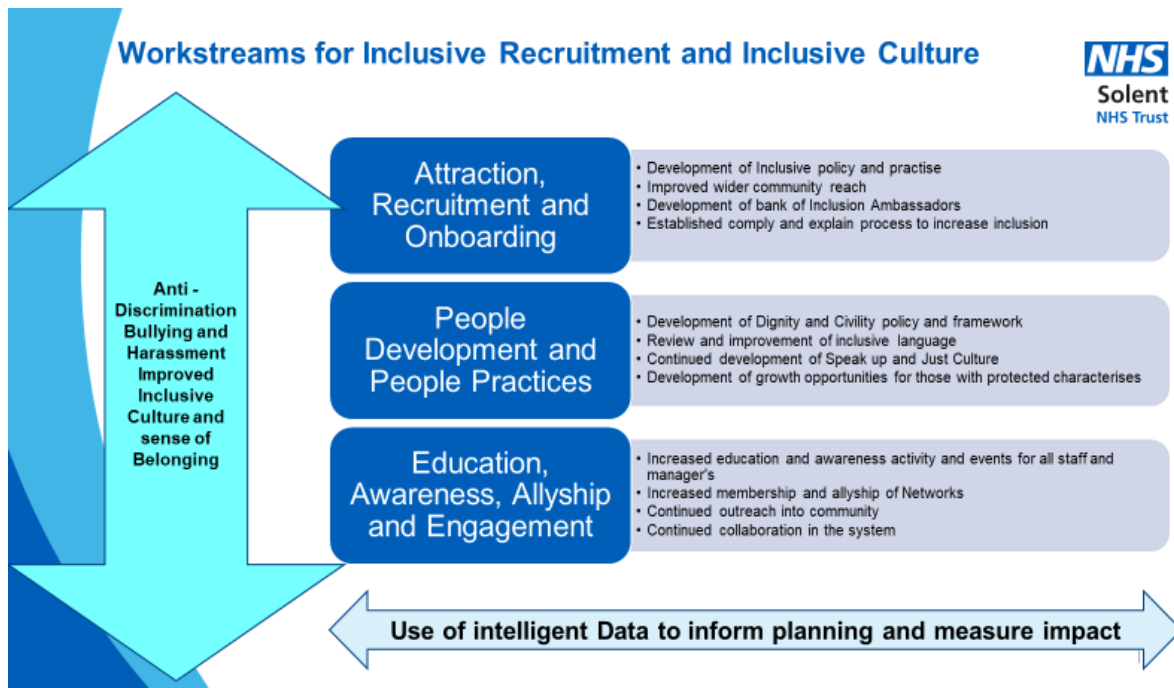 Workstreams for Inclusive Recruitment and Inclusive Culture
NHS
Solent
NHS Trust
Anti -
Discrimination
Bullying and
Harassment
Improved
Inclusive
Culture and
sense of
Belonging
Attraction,
Recruitment and
Onboarding
• Development of Inclusive policy and practise
• Improved wider community reach
• Development of bank of Inclusion Ambassadors
• Established comply and explain process to increase inclusion
People
Development and
People Practices
• Development of Dignity and Civility policy and framework
• Review and improvement of inclusive language
• Continued development of Speak up and Just Culture
• Development of growth opportunities for those with protected characterises
Education,
Awareness, Allyship
and Engagement
• Increased education and awareness activity and events for all staff and
manager's
• Increased membership and allyship of Networks
• Continued outreach into community
• Continued collaboration in the system
Use of intelligent Data to inform planning and measure impact